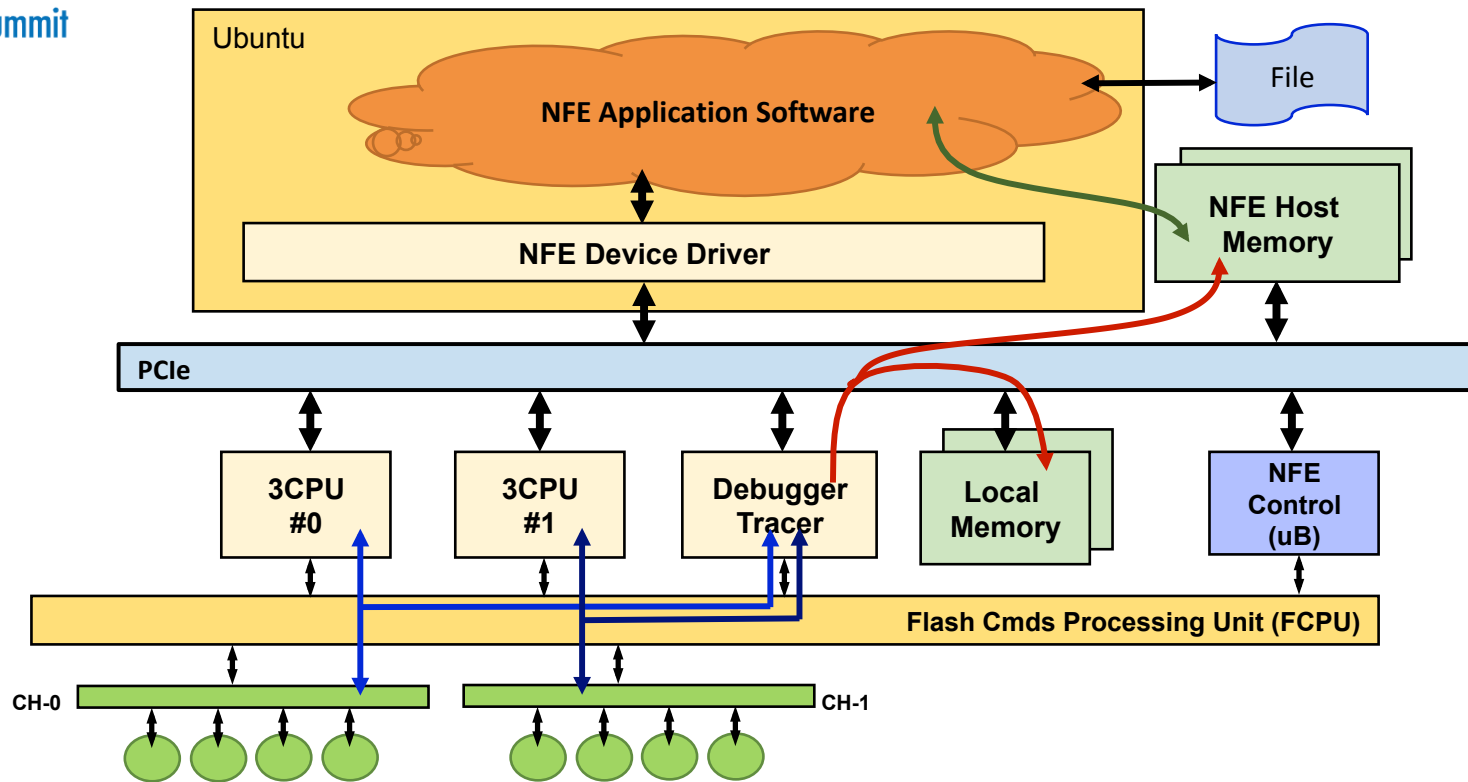 Ubuntu
File
NFE Application Software
NFE Host
Memory
NFE Device Driver
PCIe
3CPU
#0
3CPU
#1
Debugger
Tracer
Local
Memory
NFE
Control
(uB)
Flash Cmds Processing Unit (FCPU)
CH-0
CH-1